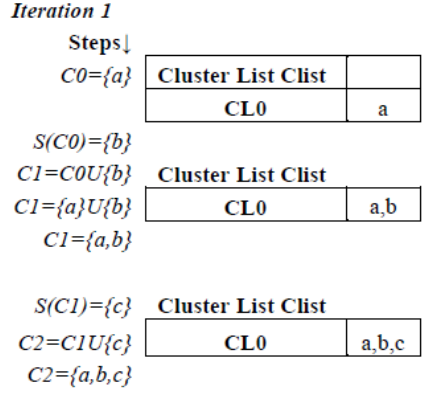 Iteration 1
Steps↓
C0={a} Cluster List Clist
CL0 a
S(C0)={b}
C1=C0U{b} Cluster List Clist
C1={a}U{b} CL0 a,b
C1={a,b}
S(C1)={c} Cluster List Clist
C2=C1U{c} CL0 a,b,c
C2={a,b,c}